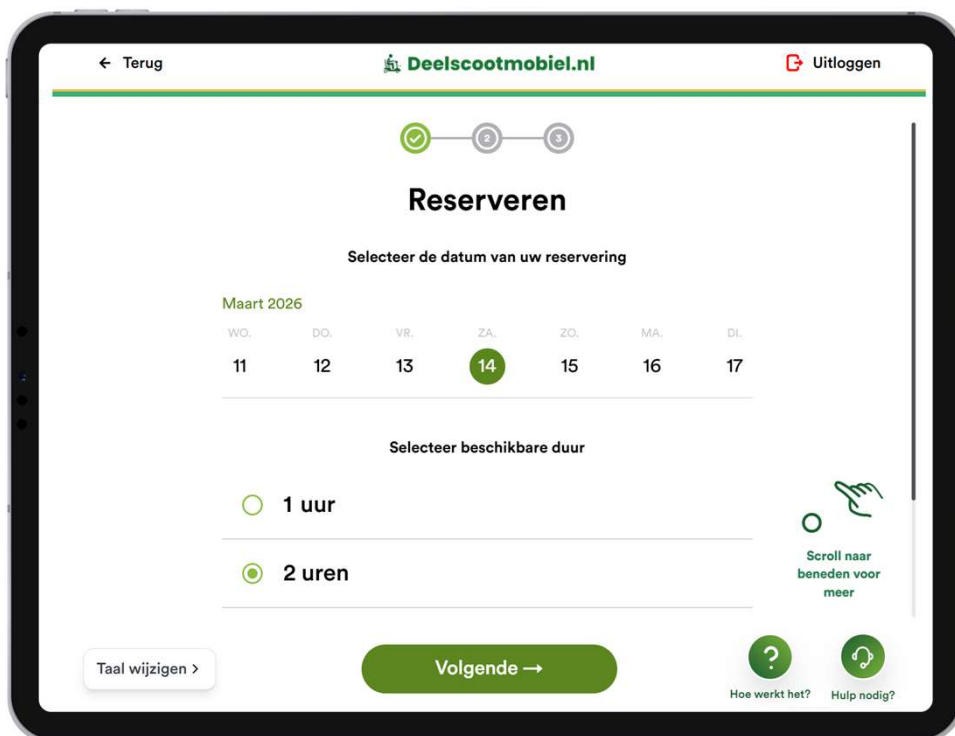 ← Terug
Deelscootmobiel.nl
Uitloggen
2
3
Reserveren
Selecteer de datum van uw reservering
Maart 2026
WO. DO. VR. ZA. ZO. MA. DI.
11 12 13 14 15 16 17
Selecteer beschikbare duur
1 uur
2 uren
Scroll naar
beneden voor
meer
Taal wijzigen >
Volgende →
?
Hoe werkt het?
Hulp nodig?